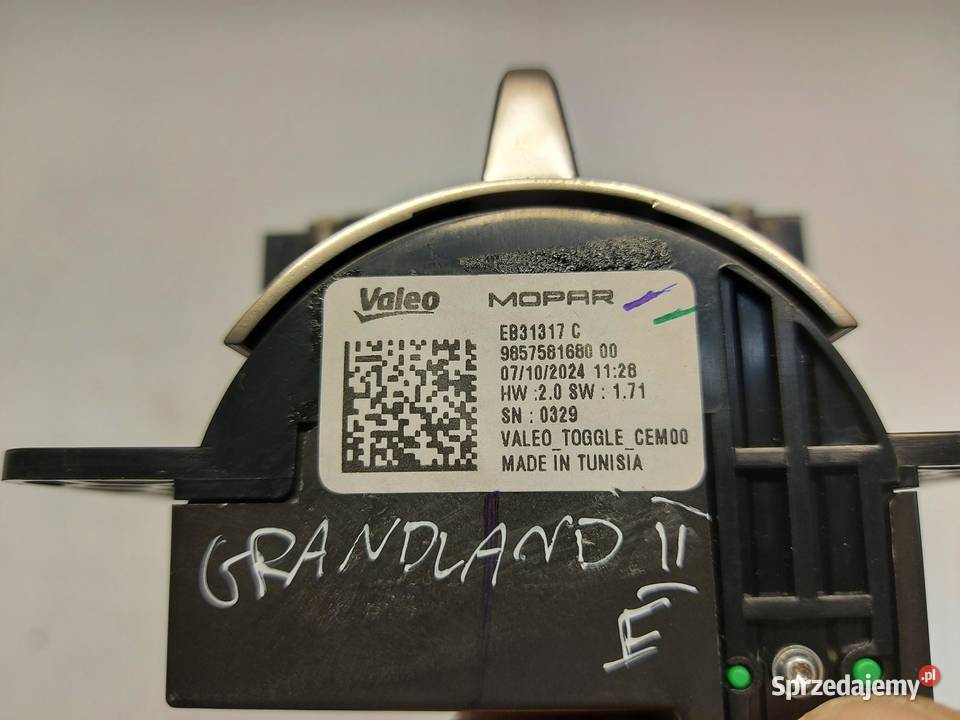 Valeo MOPAR
EB31317 C
9857581680 00
07/10/2024 11:28
HW :2.0 SW : 1.71
SN : 0329
VALEO_TOGGLE_CEM00
MADE IN TUNISIA
GRANDLAND II
Sprzedajemy.pl